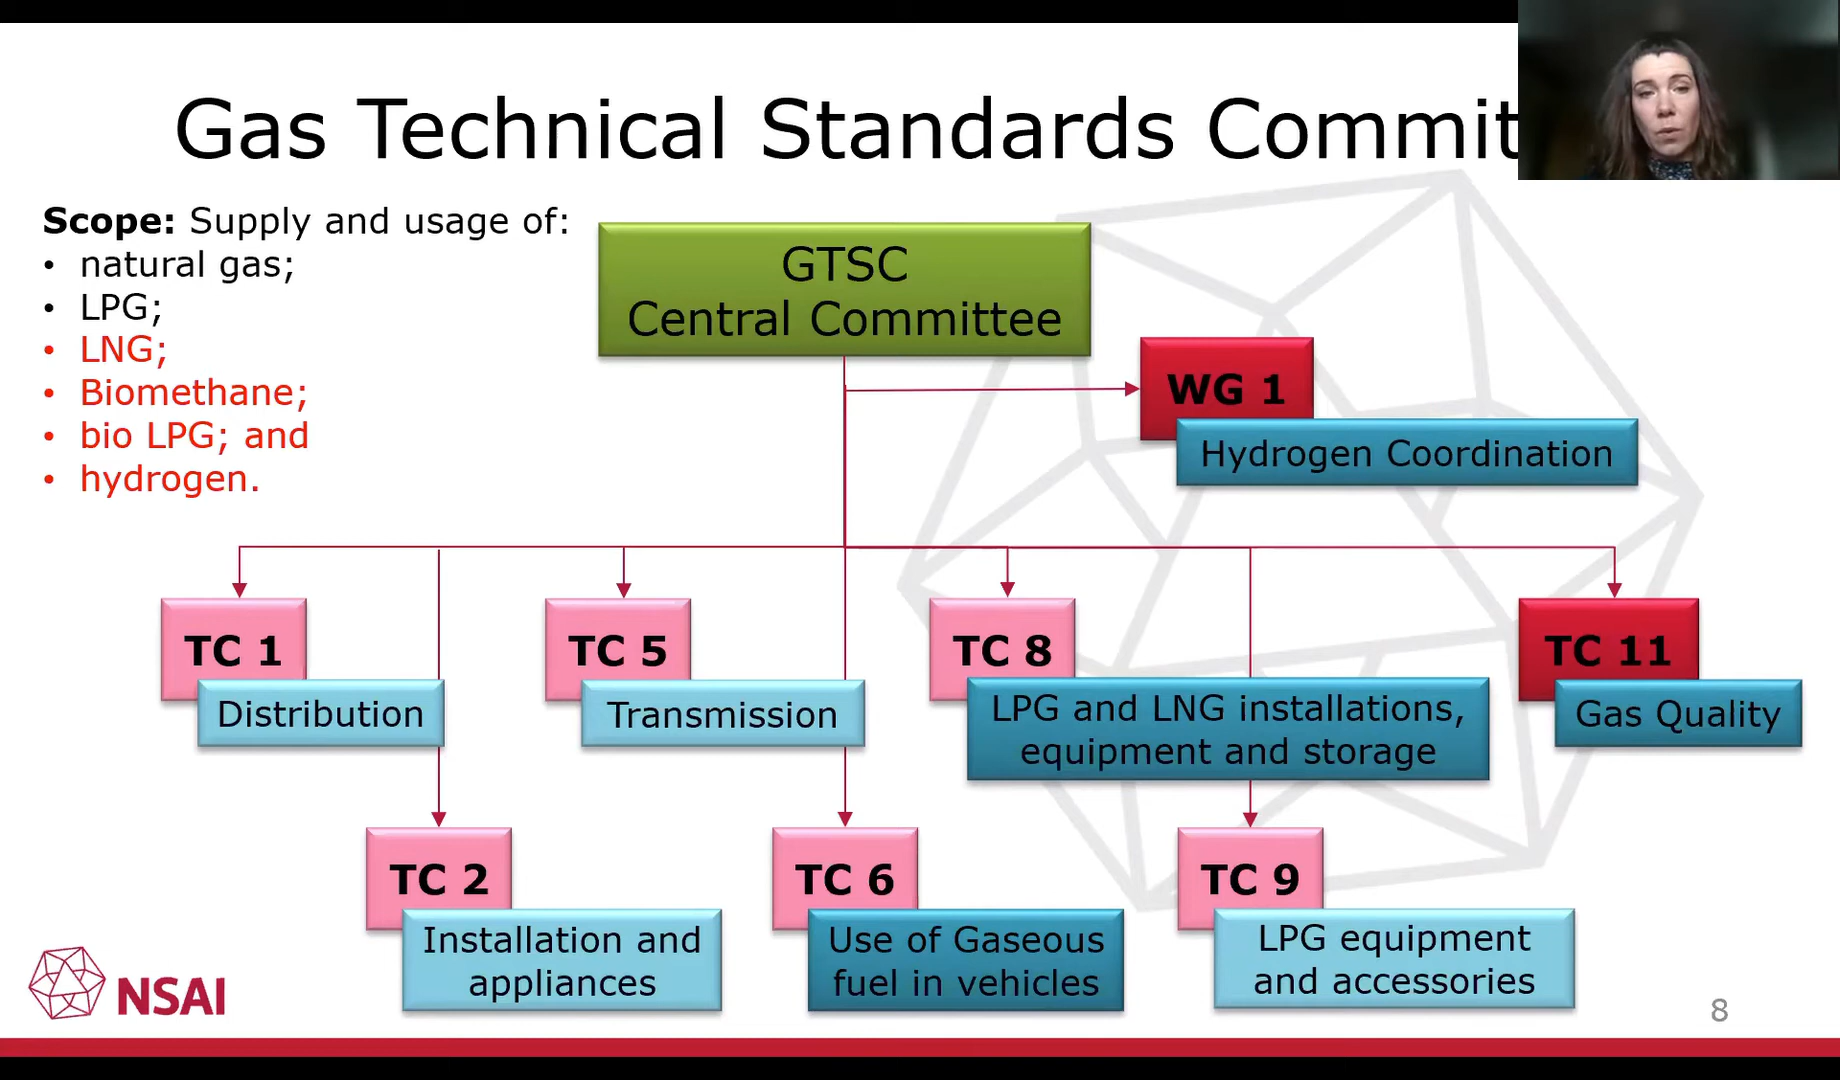 Gas Technical Standards Commit
Scope: Supply and usage of:
• natural gas;
• LPG;
• LNG;
• Biomethane;
• bio LPG; and
• hydrogen.
GTSC
Central Committee
WG 1
Hydrogen Coordination
TC 1
Distribution
TC 5
Transmission
TC 8
LPG and LNG installations,
equipment and storage
TC 11
Gas Quality
TC 2
Installation and
appliances
TC 6
Use of Gaseous
fuel in vehicles
TC 9
LPG equipment
and accessories
NSAI
8